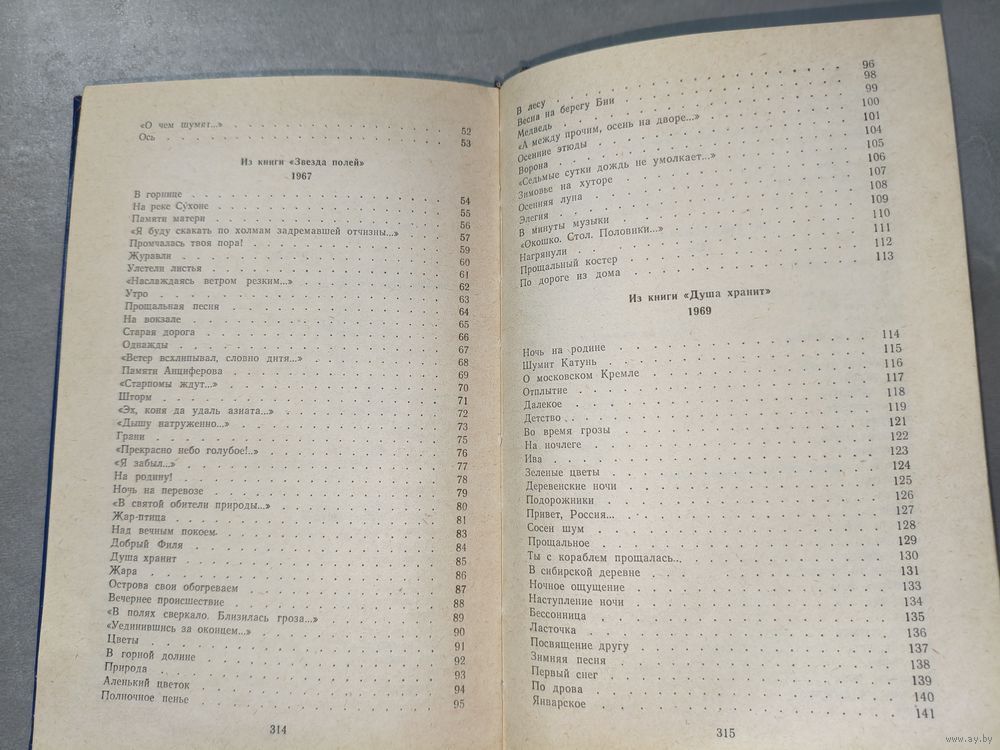 «О чем шумят...» 52
Ось 53
Из книги «Звезда полей»
1967
В горнице 54
На реке Сухоне 55
Памяти матери 56
«Я буду скакать по холмам задремавшей отчизны...» 57
Промчалась твоя пора! 59
Журавли 60
Улетели листья 61
«Наслаждаясь ветром резким...» 62
Утро 63
Прощальная песня 64
На вокзале 65
Старая дорога 66
Однажды 67
«Ветер всхлипывал, словно дитя...» 68
Памяти Анциферова 69
«Старпомы ждут...» 70
Шторм 71
«Эх, коня да удаль азиата...» 72
«Дышу натруженно...» 73
Грани 75
«Прекрасно небо голубое!..» 76
«Я забыл...» 77
На родину! 78
Ночь на перевозе 79
«В святой обители природы...» 80
Жар-птица 81
Над вечным покоем 83
Добрый Филя 84
Душа хранит 85
Жара 86
Острова свои обогреваем 87
Вечернее происшествие 88
«В полях сверкало. Близилась гроза...» 89
«Уединившись за оконцем...» 90
Цветы 91
В горной долине 92
Природа 93
Аленький цветок 94
Полночное пенье 95
314
В лесу 96
Весна на берегу Бии 98
Медведь 99
«А между прочим, осень на дворе...» 100
Осенние этюды 101
Ворона 104
«Седьмые сутки дождь не умолкает...» 105
Зимовье на хуторе 106
Осенняя луна 107
Элегия 108
В минуты музыки 109
«Окошко. Стол. Половики...» 110
Нагрянули 111
Прощальный костер 112
По дороге из дома 113
Из книги «Душа хранит»
1969
Ночь на родине 114
Шумит Катунь 115
О московском Кремле 116
Отплытие 117
Далекое 118
Детство 119
Во время грозы 121
На ночлеге 122
Ива 123
Зеленые цветы 124
Деревенские ночи 125
Подорожники 126
Привет, Россия... 127
Сосен шум 128
Прощальное 129
Ты с кораблем прощалась... 130
В сибирской деревне 131
Ночное ощущение 133
Наступление ночи 134
Бессонница 135
Ласточка 136
Посвящение другу 137
Зимняя песня 138
Первый снег 139
По дрова 140
Январское 141
315
www.ay.by